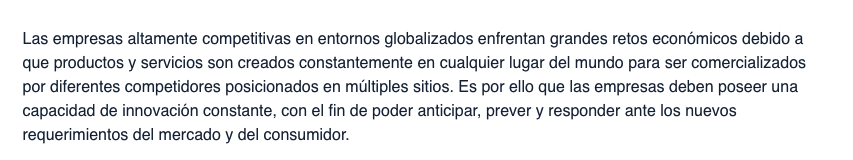 Las empresas altamente competitivas en entornos globalizados enfrentan grandes retos económicos debido a
que productos y servicios son creados constantemente en cualquier lugar del mundo para ser comercializados
por diferentes competidores posicionados en múltiples sitios. Es por ello que las empresas deben poseer una
capacidad de innovación constante, con el fin de poder anticipar, prever y responder ante los nuevos
requerimientos del mercado y del consumidor.